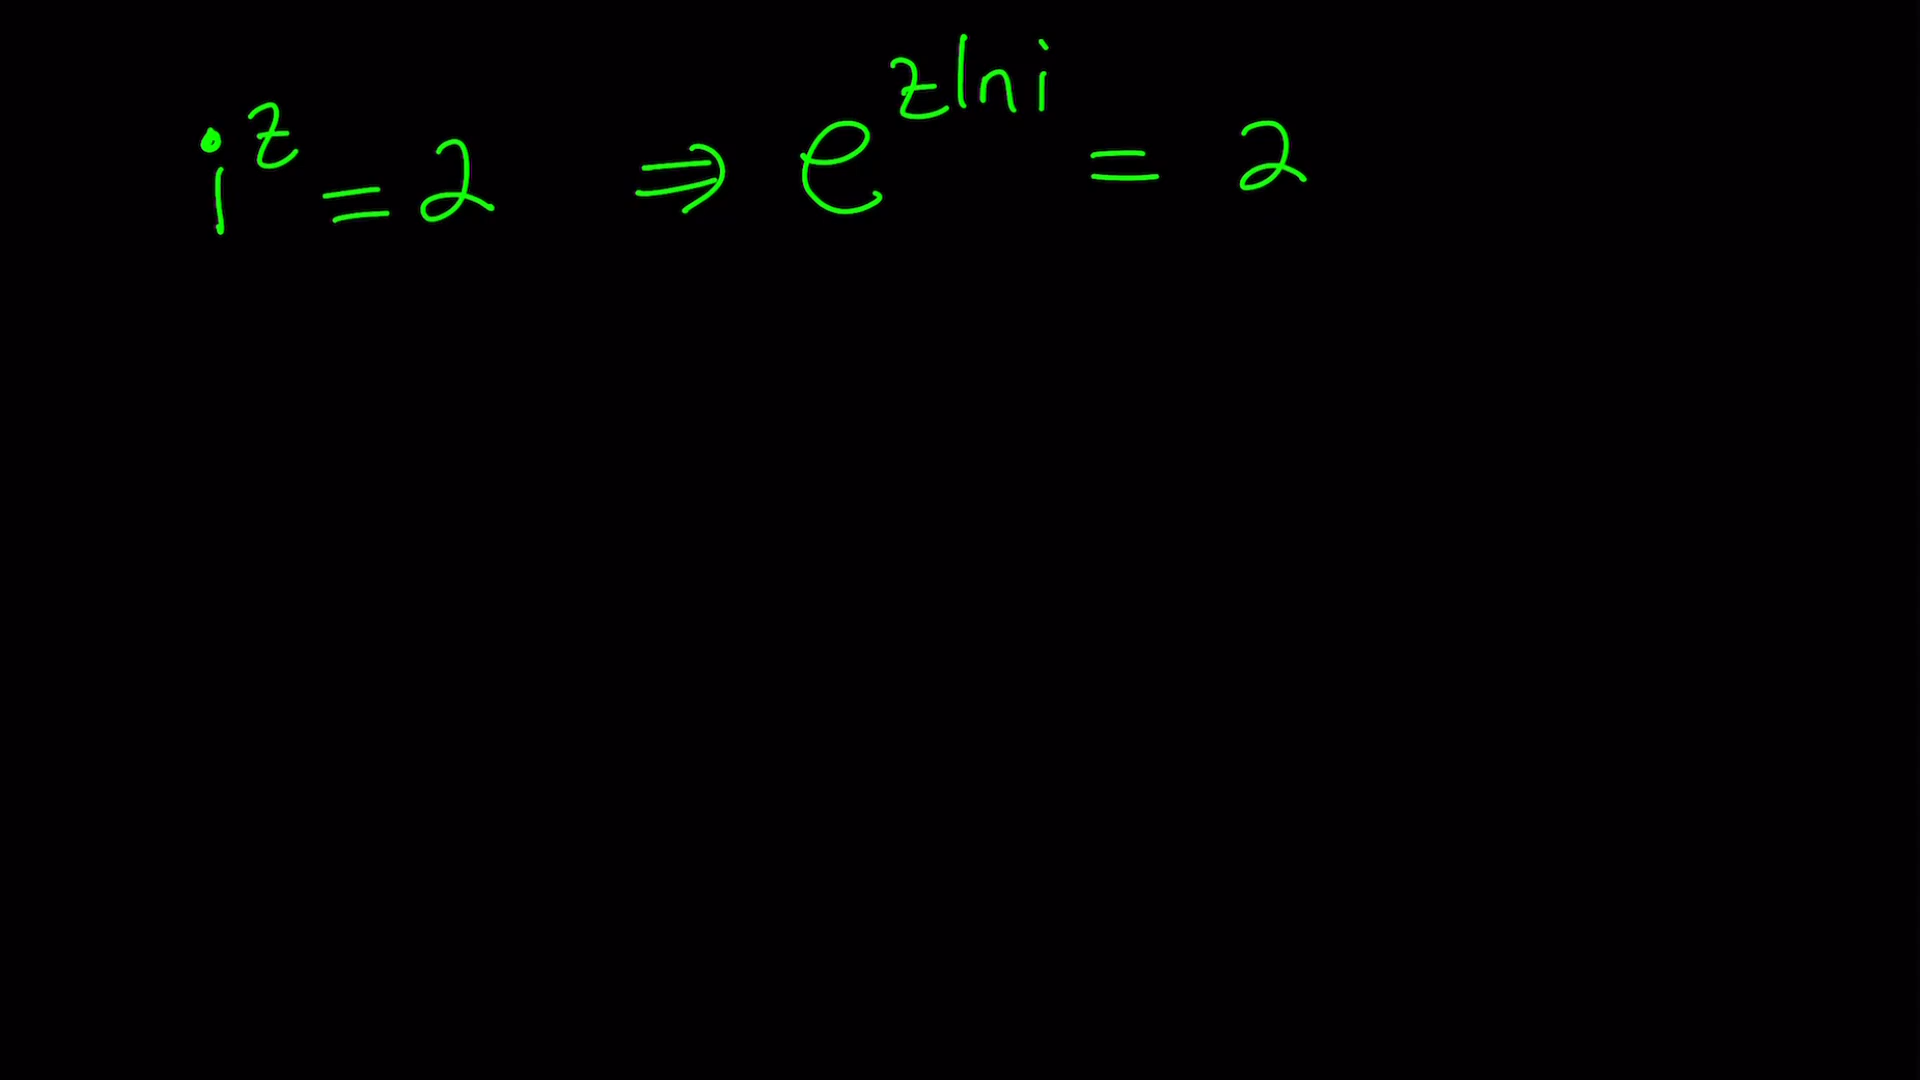 i^z = 2 ⇒ e^{z ln i} = 2